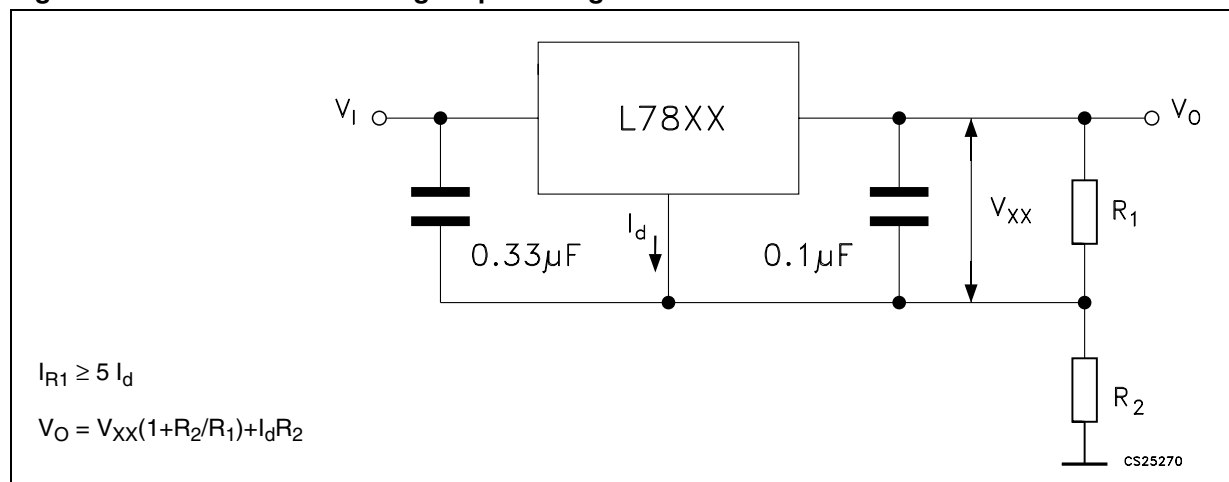 V_I
L78XX
V_O
I_d
V_XX
R_1
0.33µF
0.1µF
I_R1 ≥ 5 I_d
R_2
V_O = V_XX(1+R_2/R_1)+I_dR_2
CS25270